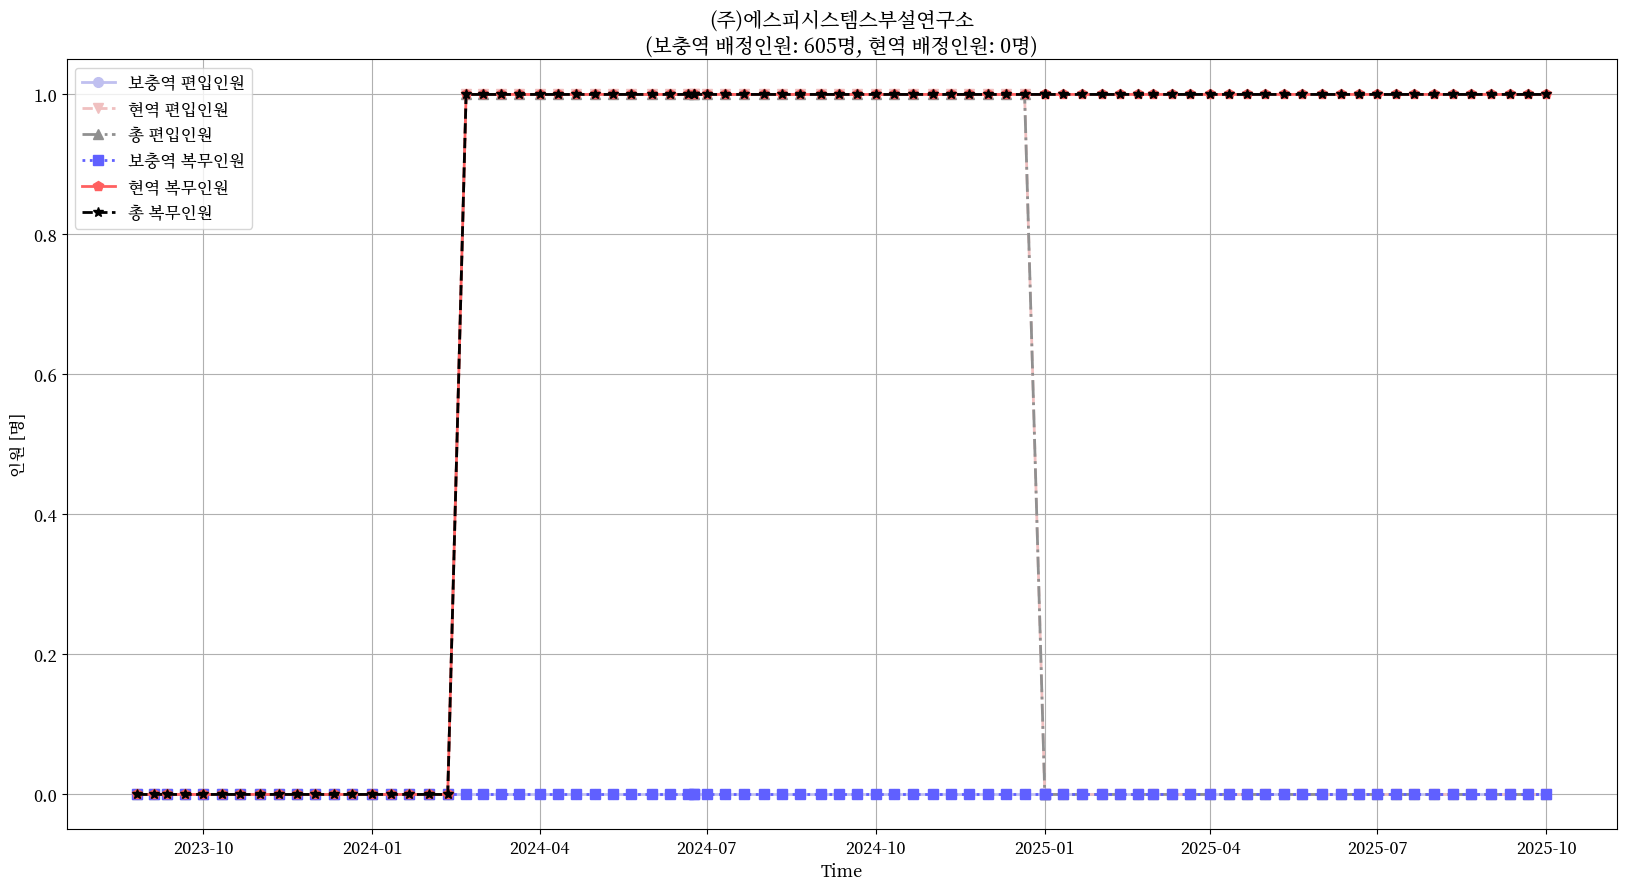 (주)에스피시스템스부설연구소
(보충역 배정인원: 605명, 현역 배정인원: 0명)
보충역 편입인원
현역 편입인원
총 편입인원
보충역 복무인원
현역 복무인원
총 복무인원
1.0
0.8
0.6
0.4
0.2
0.0
인원 [명]
2023-10 2024-01 2024-04 2024-07 2024-10 2025-01 2025-04 2025-07 2025-10
Time